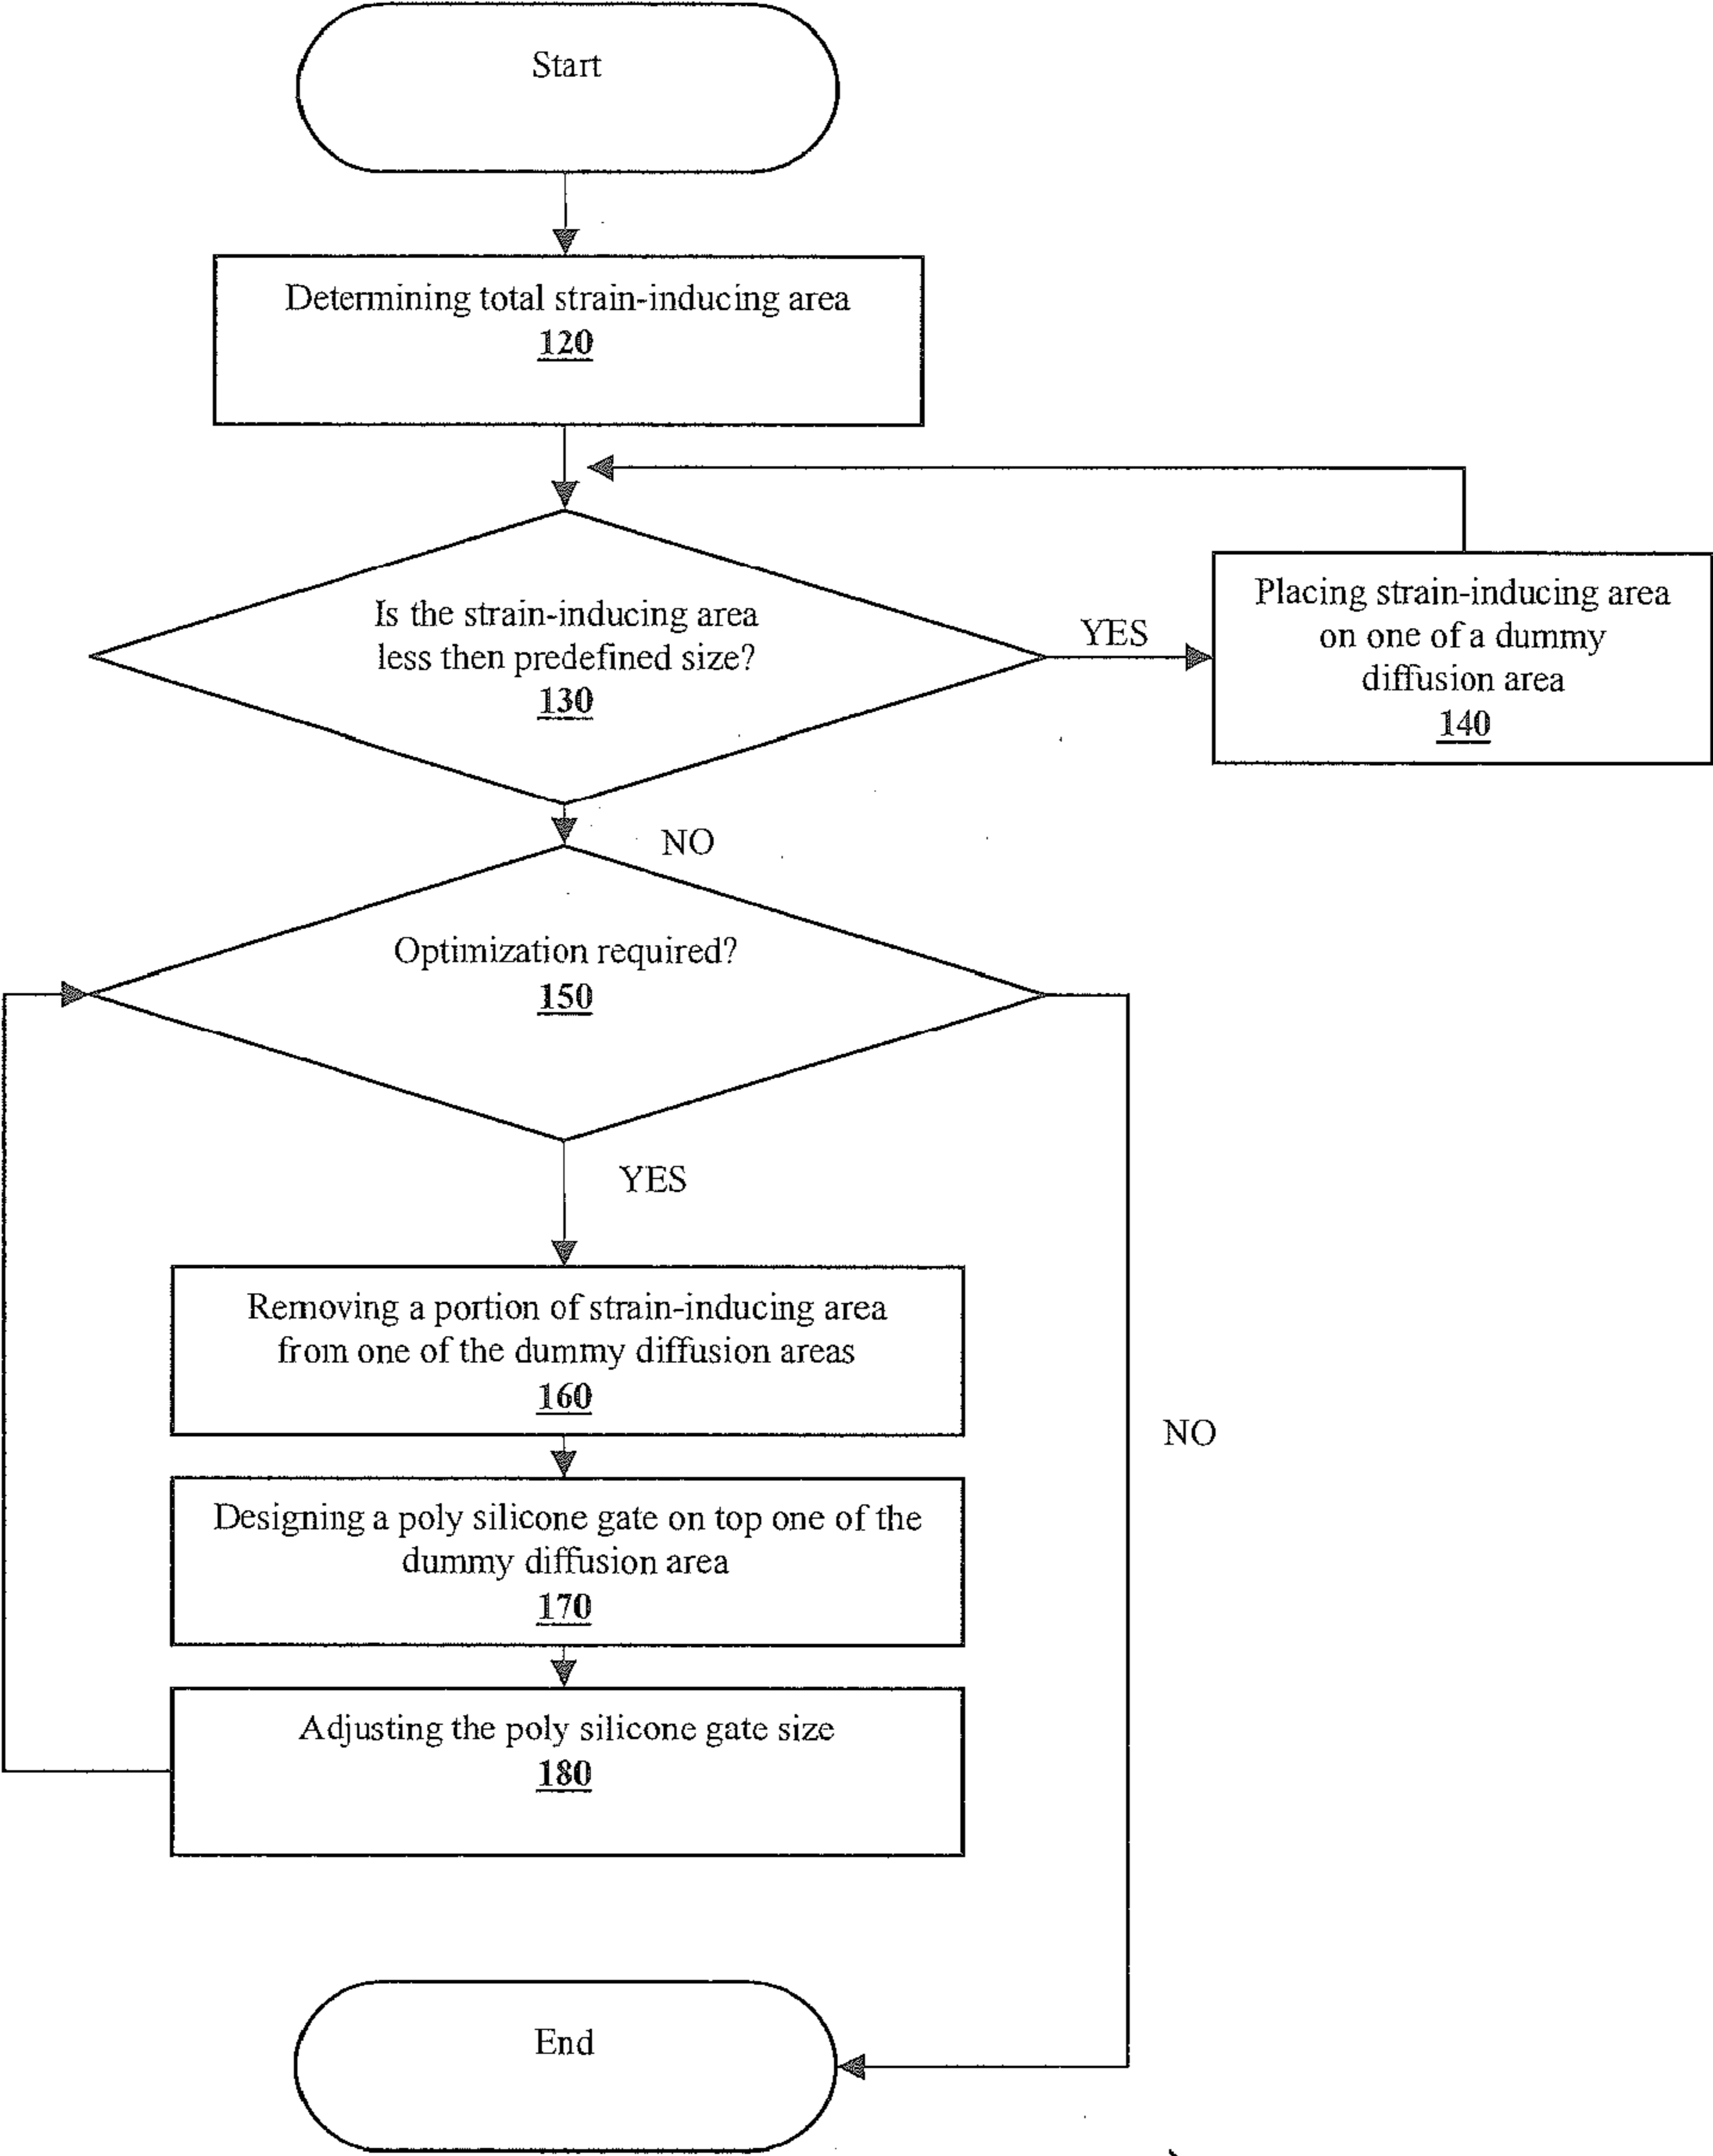 Start
Determining total strain-inducing area
120
Is the strain-inducing area
less then predefined size?
130
YES
Placing strain-inducing area
on one of a dummy
diffusion area
140
NO
Optimization required?
150
YES
Removing a portion of strain-inducing area
from one of the dummy diffusion areas
160
NO
Designing a poly silicone gate on top one of the
dummy diffusion area
170
Adjusting the poly silicone gate size
180
End